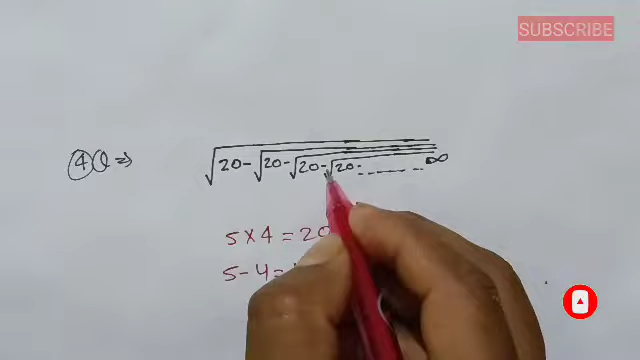 SUBSCRIBE
④ Q ⇒ √20-√20-√20-√20- ------ ∞
5 × 4 = 20
5 - 4 =